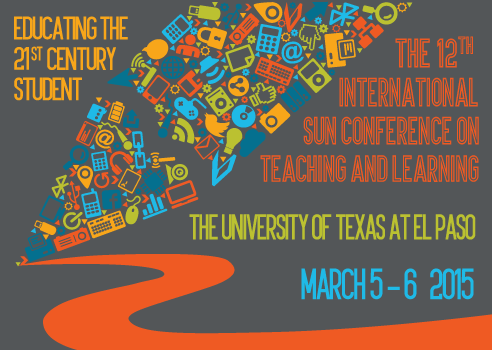 EDUCATING THE
21ST CENTURY
STUDENT
THE 12TH
INTERNATIONAL
SUN CONFERENCE ON
TEACHING AND LEARNING
THE UNIVERSITY OF TEXAS AT EL PASO
MARCH 5 – 6 2015